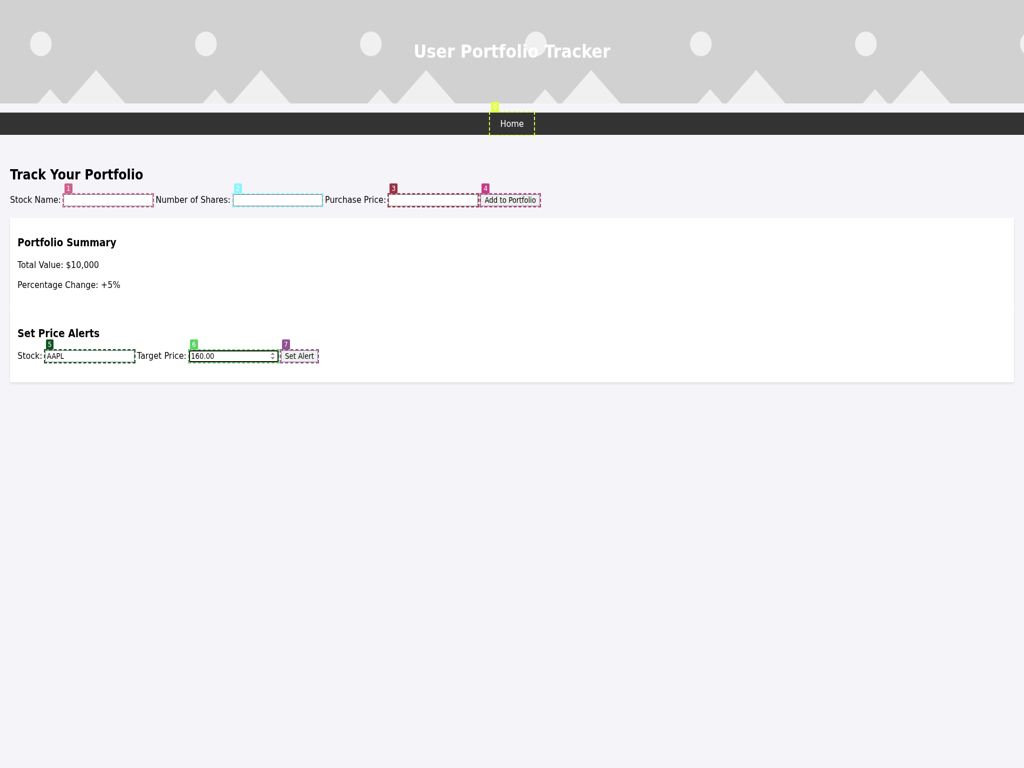 User Portfolio Tracker
0
Home
Track Your Portfolio
1 2 3 4
Stock Name: Number of Shares: Purchase Price: Add to Portfolio
Portfolio Summary
Total Value: $10,000
Percentage Change: +5%
Set Price Alerts
5 6 7
Stock: AAPL Target Price: 160.00 Set Alert